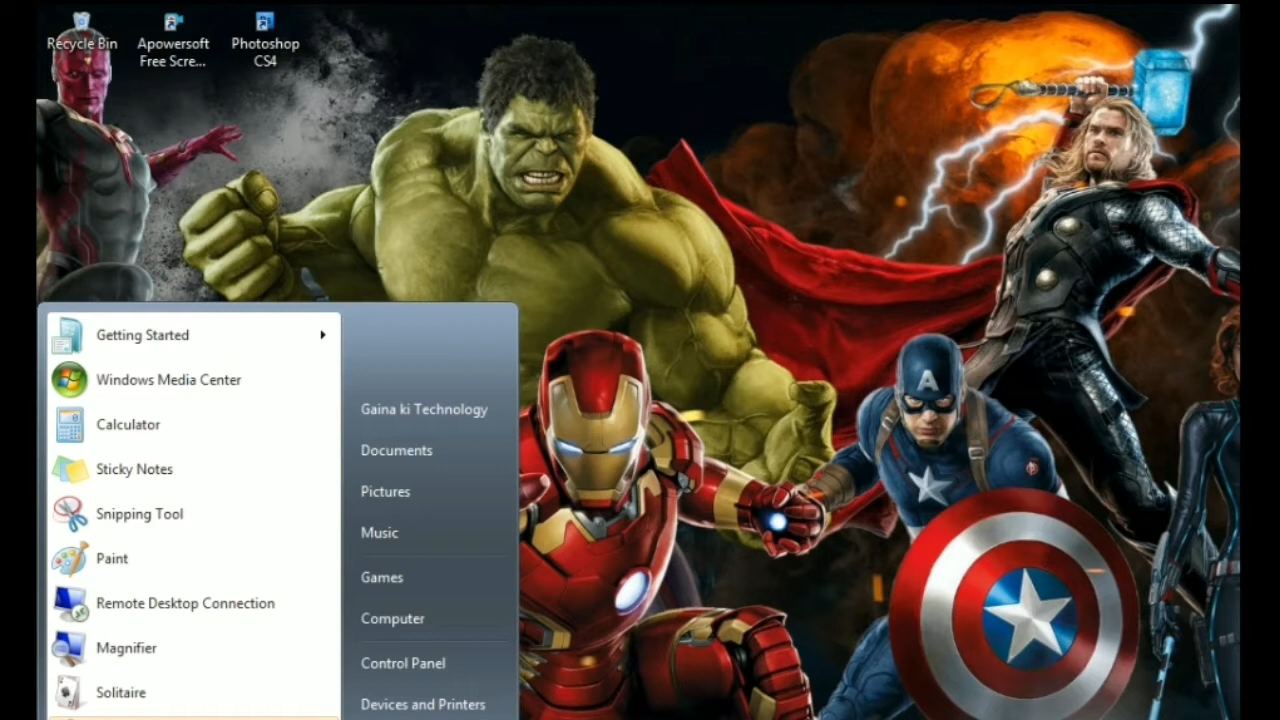 Recycle Bin
Apowersoft
Free Scre...
Photoshop
CS4
Getting Started
Windows Media Center
Calculator
Sticky Notes
Snipping Tool
Paint
Remote Desktop Connection
Magnifier
Solitaire
Gaina ki Technology
Documents
Pictures
Music
Games
Computer
Control Panel
Devices and Printers
A